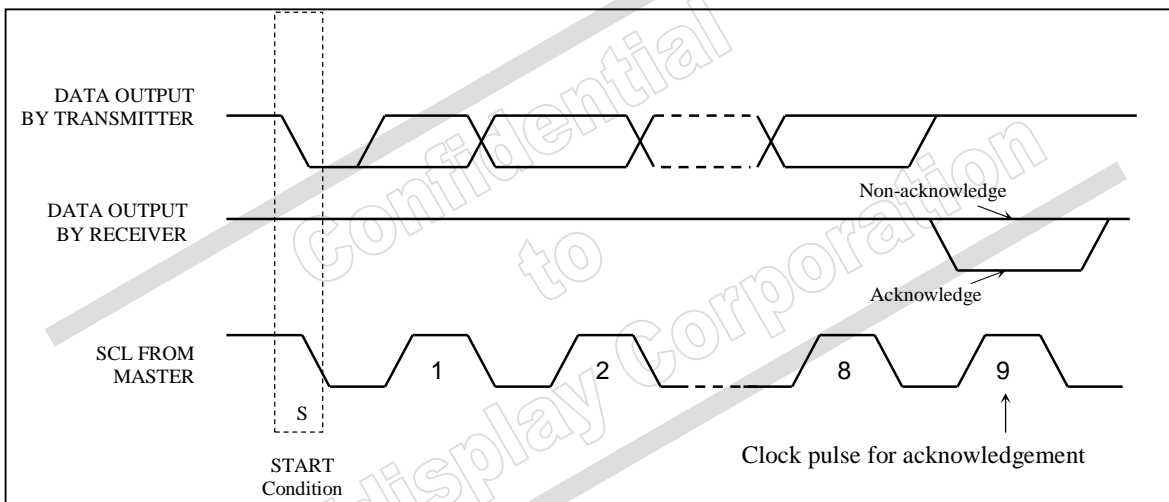 DATA OUTPUT
BY TRANSMITTER
Non-acknowledge
DATA OUTPUT
BY RECEIVER
Acknowledge
SCL FROM
MASTER
1
2
8
9
S
START
Condition
Clock pulse for acknowledgement
Confidential
to
display Corporation